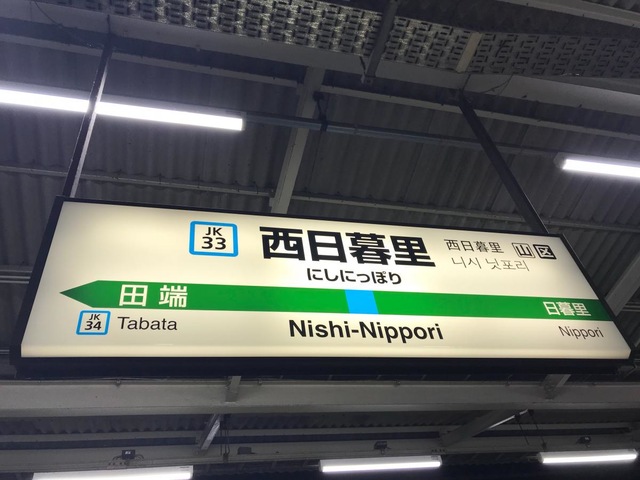 JK
33
西日暮里
にしにっぽり
西日暮里
니시 닛포리
山 区
田端
日暮里
JK
34
Tabata
Nishi-Nippori
Nippori